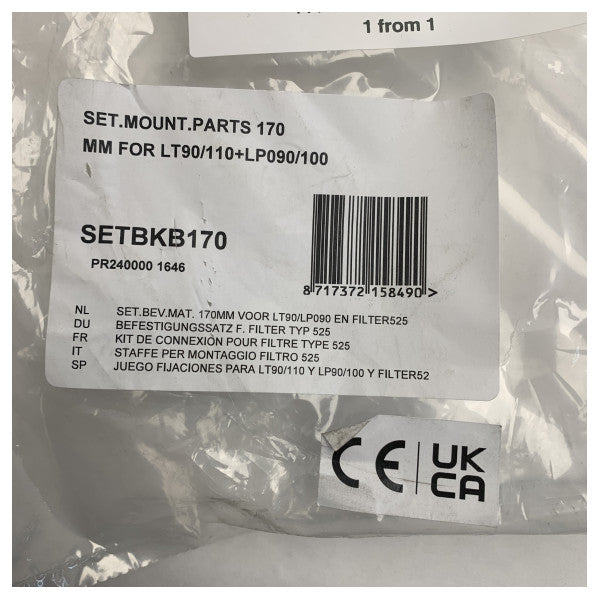 1 from 1
SET.MOUNT.PARTS 170
MM FOR LT90/110+LP090/100
SETBKB170
PR240000 1646
8 717372 158490 >
NL SET.BEV.MAT. 170MM VOOR LT90/LP090 EN FILTER525
DU BEFESTIGUNGSSATZ F. FILTER TYP 525
FR KIT DE CONNEXIÓN POUR FILTRE TYPE 525
IT STAFFE PER MONTAGGIO FILTRO 525
SP JUEGO FIJACIONES PARA LT90/110 Y LP90/100 Y FILTER52
CE UK
CA